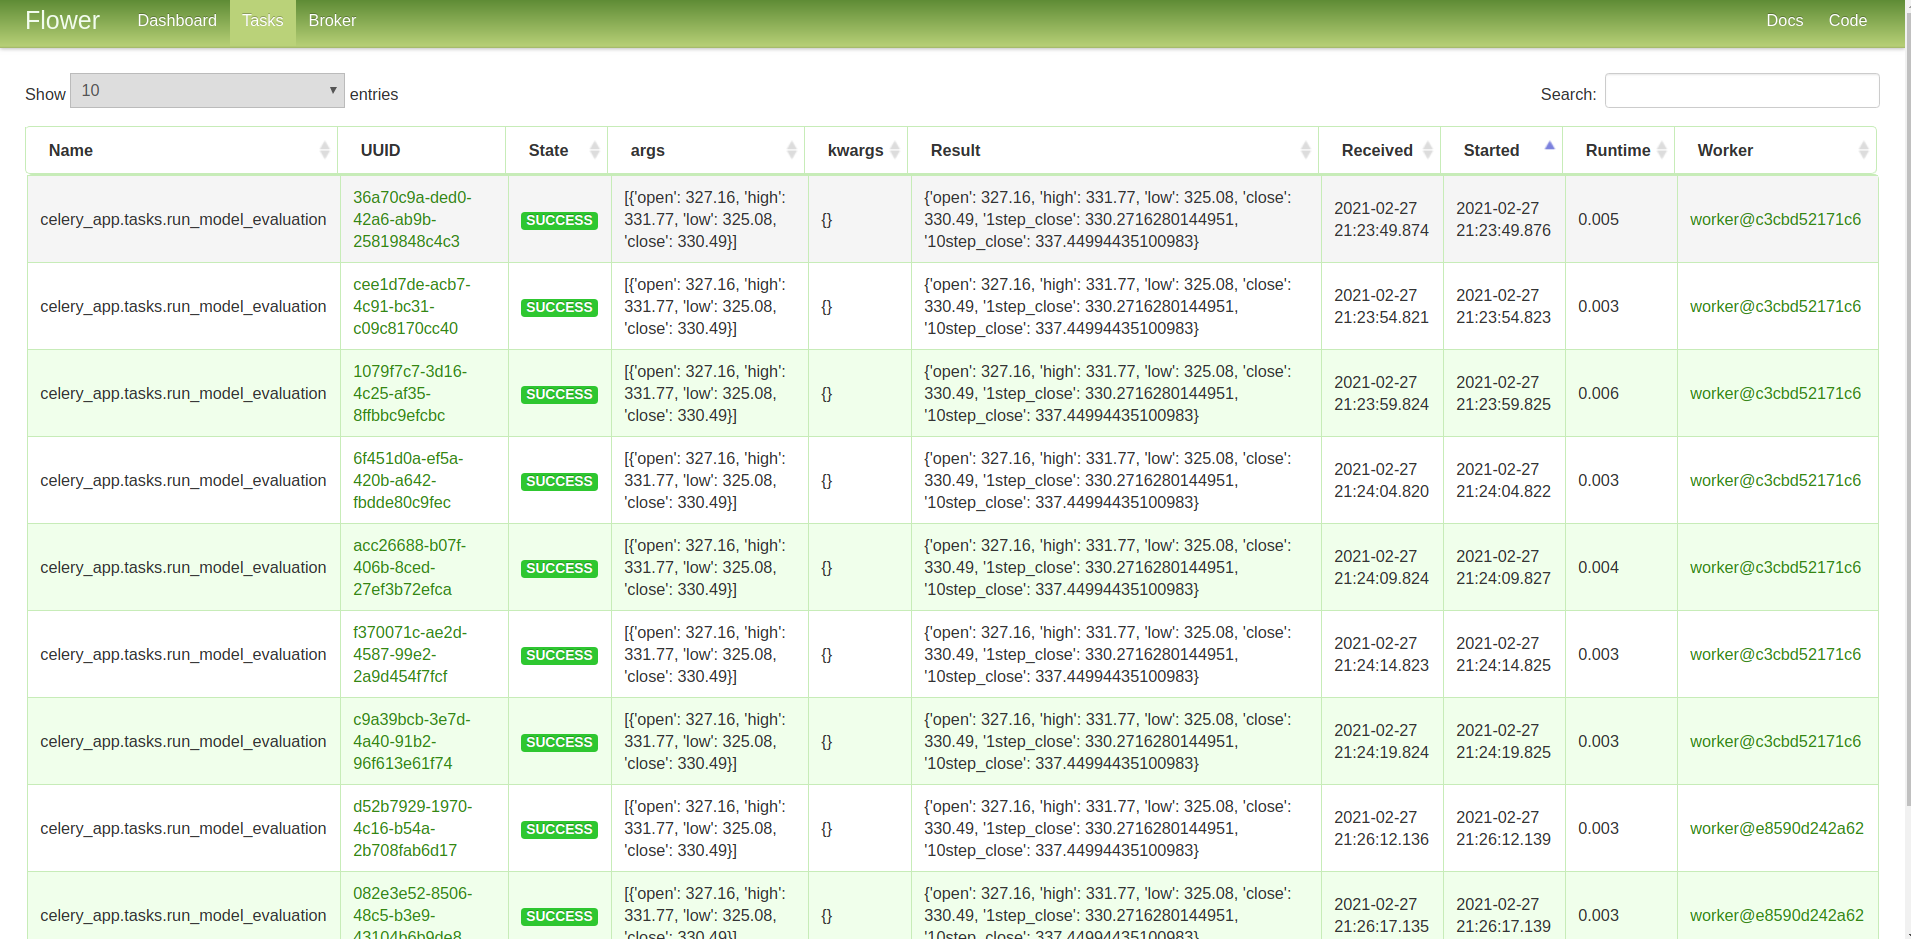 Flower Dashboard Tasks Broker Docs Code
Show 10 entries Search:
Name UUID State args kwargs Result Received Started Runtime Worker
celery_app.tasks.run_model_evaluation
36a70c9a-ded0-
42a6-ab9b-
25819848c4c3
SUCCESS
[{'open': 327.16, 'high':
331.77, 'low': 325.08,
'close': 330.49}]
{}
{'open': 327.16, 'high': 331.77, 'low': 325.08, 'close':
330.49, '1step_close': 330.2716280144951,
'10step_close': 337.44994435100983}
2021-02-27
21:23:49.874
2021-02-27
21:23:49.876
0.005
worker@c3cbd52171c6
celery_app.tasks.run_model_evaluation
cee1d7de-acb7-
4c91-bc31-
c09c8170cc40
SUCCESS
[{'open': 327.16, 'high':
331.77, 'low': 325.08,
'close': 330.49}]
{}
{'open': 327.16, 'high': 331.77, 'low': 325.08, 'close':
330.49, '1step_close': 330.2716280144951,
'10step_close': 337.44994435100983}
2021-02-27
21:23:54.821
2021-02-27
21:23:54.823
0.003
worker@c3cbd52171c6
celery_app.tasks.run_model_evaluation
1079f7c7-3d16-
4c25-af35-
8ffbbc9efcbc
SUCCESS
[{'open': 327.16, 'high':
331.77, 'low': 325.08,
'close': 330.49}]
{}
{'open': 327.16, 'high': 331.77, 'low': 325.08, 'close':
330.49, '1step_close': 330.2716280144951,
'10step_close': 337.44994435100983}
2021-02-27
21:23:59.824
2021-02-27
21:23:59.825
0.006
worker@c3cbd52171c6
celery_app.tasks.run_model_evaluation
6f451d0a-ef5a-
420b-a642-
fbdde80c9fec
SUCCESS
[{'open': 327.16, 'high':
331.77, 'low': 325.08,
'close': 330.49}]
{}
{'open': 327.16, 'high': 331.77, 'low': 325.08, 'close':
330.49, '1step_close': 330.2716280144951,
'10step_close': 337.44994435100983}
2021-02-27
21:24:04.820
2021-02-27
21:24:04.822
0.003
worker@c3cbd52171c6
celery_app.tasks.run_model_evaluation
acc26688-b07f-
406b-8ced-
27ef3b72efca
SUCCESS
[{'open': 327.16, 'high':
331.77, 'low': 325.08,
'close': 330.49}]
{}
{'open': 327.16, 'high': 331.77, 'low': 325.08, 'close':
330.49, '1step_close': 330.2716280144951,
'10step_close': 337.44994435100983}
2021-02-27
21:24:09.824
2021-02-27
21:24:09.827
0.004
worker@c3cbd52171c6
celery_app.tasks.run_model_evaluation
f370071c-ae2d-
4587-99e2-
2a9d454f7fcf
SUCCESS
[{'open': 327.16, 'high':
331.77, 'low': 325.08,
'close': 330.49}]
{}
{'open': 327.16, 'high': 331.77, 'low': 325.08, 'close':
330.49, '1step_close': 330.2716280144951,
'10step_close': 337.44994435100983}
2021-02-27
21:24:14.823
2021-02-27
21:24:14.825
0.003
worker@c3cbd52171c6
celery_app.tasks.run_model_evaluation
c9a39bcb-3e7d-
4a40-91b2-
96f613e61f74
SUCCESS
[{'open': 327.16, 'high':
331.77, 'low': 325.08,
'close': 330.49}]
{}
{'open': 327.16, 'high': 331.77, 'low': 325.08, 'close':
330.49, '1step_close': 330.2716280144951,
'10step_close': 337.44994435100983}
2021-02-27
21:24:19.824
2021-02-27
21:24:19.825
0.003
worker@c3cbd52171c6
celery_app.tasks.run_model_evaluation
d52b7929-1970-
4c16-b54a-
2b708fab6d17
SUCCESS
[{'open': 327.16, 'high':
331.77, 'low': 325.08,
'close': 330.49}]
{}
{'open': 327.16, 'high': 331.77, 'low': 325.08, 'close':
330.49, '1step_close': 330.2716280144951,
'10step_close': 337.44994435100983}
2021-02-27
21:26:12.136
2021-02-27
21:26:12.139
0.003
worker@e8590d242a62
celery_app.tasks.run_model_evaluation
082e3e52-8506-
48c5-b3e9-
43104b6b9de8
SUCCESS
[{'open': 327.16, 'high':
331.77, 'low': 325.08,
'close': 330.49}]
{}
{'open': 327.16, 'high': 331.77, 'low': 325.08, 'close':
330.49, '1step_close': 330.2716280144951,
'10step_close': 337.44994435100983}
2021-02-27
21:26:17.135
2021-02-27
21:26:17.139
0.003
worker@e8590d242a62